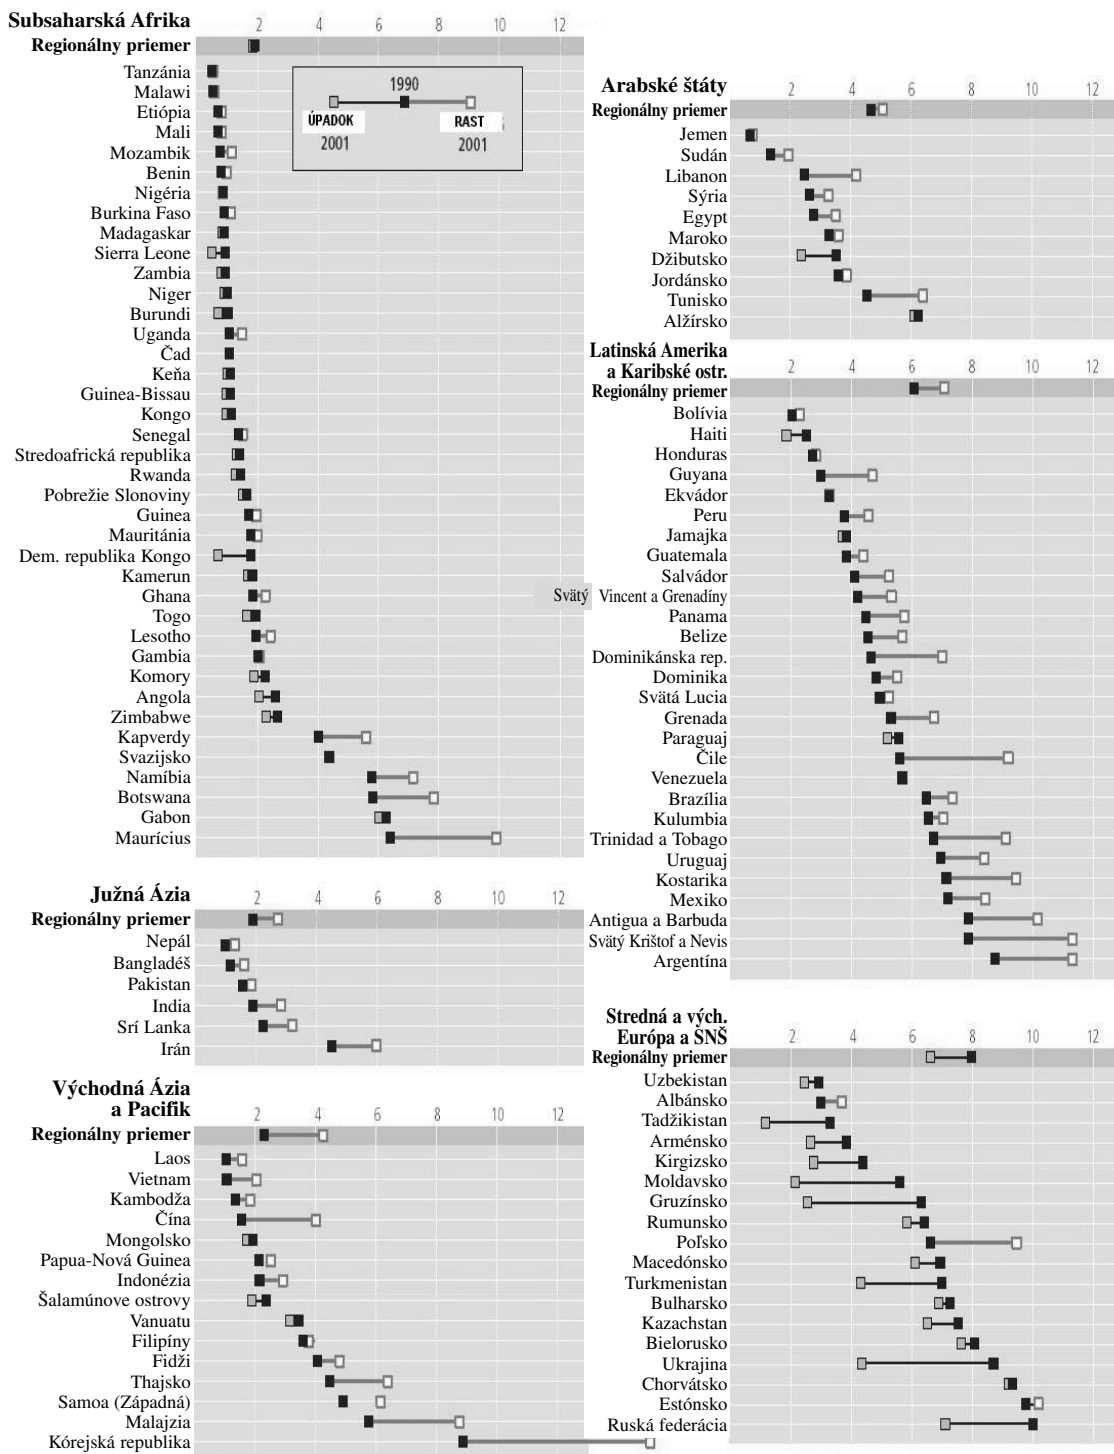 Subsaharská Afrika
2 4 6 8 10 12
Regionálny priemer
Tanzánia
Malawi
Etiópia
Mali
Mozambik
Benin
Nigéria
Burkina Faso
Madagaskar
Sierra Leone
Zambia
Niger
Burundi
Uganda
Čad
Keňa
Guinea-Bissau
Kongo
Senegal
Stredoafrická republika
Rwanda
Pobrežie Slonoviny
Guinea
Mauritánia
Dem. republika Kongo
Kamerun
Ghana
Togo
Lesotho
Gambia
Komory
Angola
Zimbabwe
Kapverdy
Svazijsko
Namíbia
Botswana
Gabon
Maurícius
1990
ÚPADOK RAST
2001 2001
Južná Ázia
2 4 6 8 10 12
Regionálny priemer
Nepál
Bangladéš
Pakistan
India
Srí Lanka
Irán
Východná Ázia
a Pacifik
2 4 6 8 10 12
Regionálny priemer
Laos
Vietnam
Kambodža
Čína
Mongolsko
Papua-Nová Guinea
Indonézia
Šalamúnove ostrovy
Vanuatu
Filipíny
Fidži
Thajsko
Samoa (Západná)
Malajzia
Kórejská republika
Arabské štáty
2 4 6 8 10 12
Regionálny priemer
Jemen
Sudán
Libanon
Sýria
Egypt
Maroko
Džibutsko
Jordánsko
Tunisko
Alžírsko
Latinská Amerika
a Karibské ostr.
2 4 6 8 10 12
Regionálny priemer
Bolívia
Haiti
Honduras
Guyana
Ekvádor
Peru
Jamajka
Guatemala
Salvádor
Svätý Vincent a Grenadíny
Panama
Belize
Dominikánska rep.
Dominika
Svätá Lucia
Grenada
Paraguaj
Čile
Venezuela
Brazília
Kulumbia
Trinidad a Tobago
Uruguaj
Kostarika
Mexiko
Antigua a Barbuda
Svätý Krištof a Nevis
Argentína
Stredná a vých.
Európa a SNŠ
2 4 6 8 10 12
Regionálny priemer
Uzbekistan
Albánsko
Tadžikistan
Arménsko
Kirgizsko
Moldavsko
Gruzínsko
Rumunsko
Poľsko
Macedónsko
Turkmenistan
Bulharsko
Kazachstan
Bielorusko
Ukrajina
Chorvátsko
Estónsko
Ruská federácia